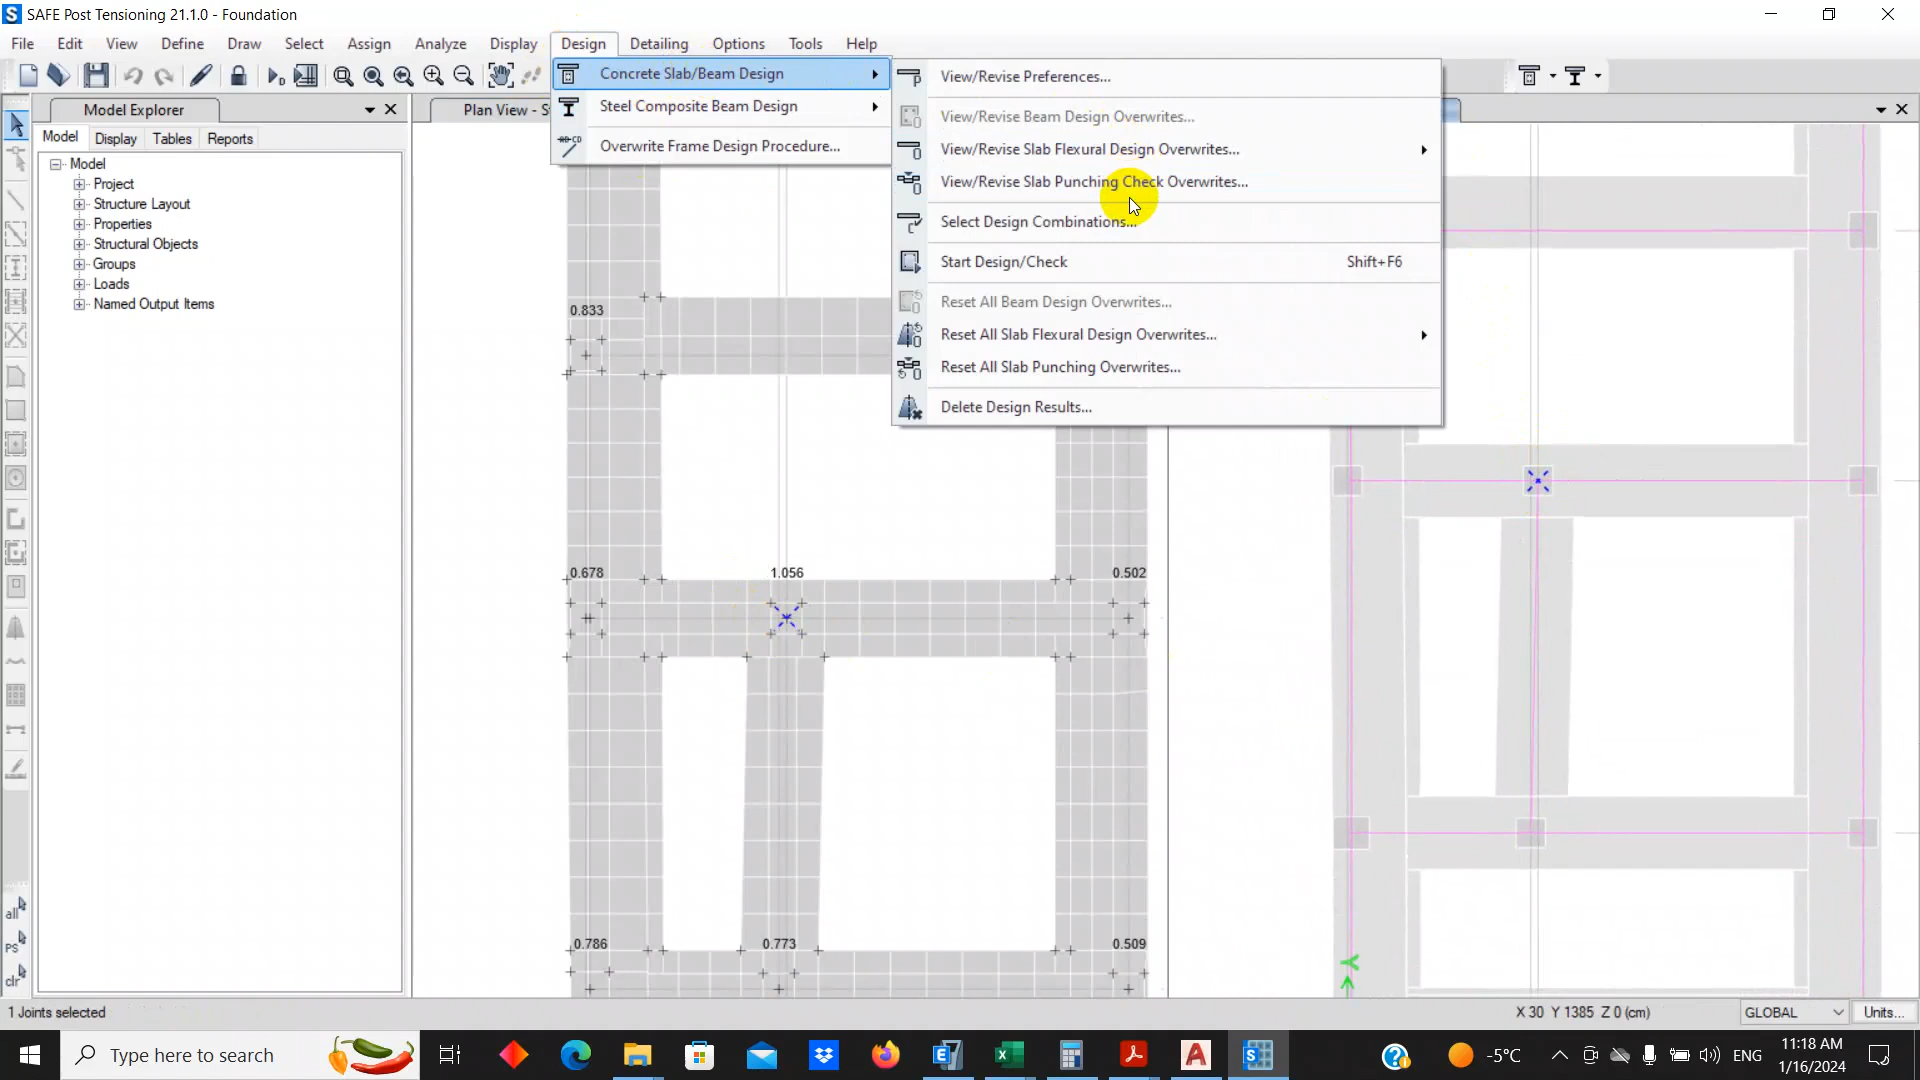 SAFE Post Tensioning 21.1.0 - Foundation
File Edit View Define Draw Select Assign Analyze Display Design Detailing Options Tools Help
Model Explorer
Plan View - S
Model Display Tables Reports
Model
Project
Structure Layout
Properties
Structural Objects
Groups
Loads
Named Output Items
Concrete Slab/Beam Design
Steel Composite Beam Design
Overwrite Frame Design Procedure...
View/Revise Preferences...
View/Revise Beam Design Overwrites...
View/Revise Slab Flexural Design Overwrites...
View/Revise Slab Punching Check Overwrites...
Select Design Combinations...
Start Design/Check Shift+F6
Reset All Beam Design Overwrites...
Reset All Slab Flexural Design Overwrites...
Reset All Slab Punching Overwrites...
Delete Design Results...
0.833
0.678 1.056 0.502
0.786 0.773 0.509
Y
all
PS
clr
1 Joints selected
X 30 Y 1385 Z 0 (cm)
GLOBAL
Units...
Type here to search
-5°C
ENG
11:18 AM
1/16/2024